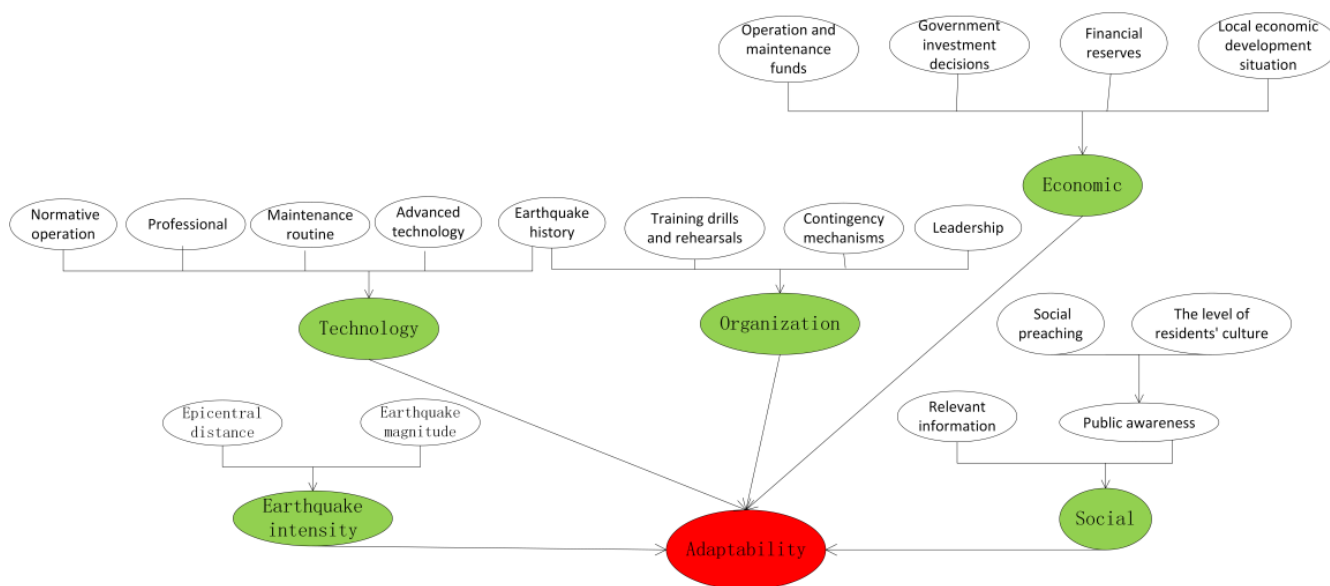 Operation and
maintenance
funds
Government
investment
decisions
Financial
reserves
Local economic
development
situation
Economic
Normative
operation
Professional
Maintenance
routine
Advanced
technology
Earthquake
history
Training drills
and rehearsals
Contingency
mechanisms
Leadership
Technology
Organization
Social
preaching
The level of
residents' culture
Epicentral
distance
Earthquake
magnitude
Relevant
information
Public awareness
Earthquake
intensity
Adaptability
Social